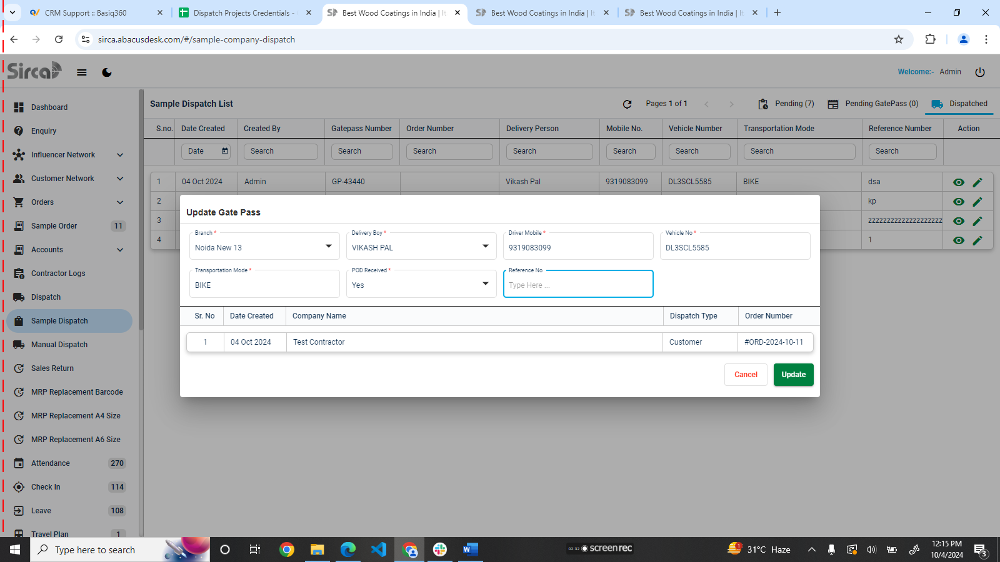 CRM Support :: Basiq360
Dispatch Projects Credentials -
Best Wood Coatings in India | It
Best Wood Coatings in India | It
Best Wood Coatings in India | It
sirca.abacusdesk.com/#/sample-company-dispatch
Sirca
Welcome:- Admin
Dashboard
Enquiry
Influencer Network
Customer Network
Orders
Sample Order 11
Accounts
Contractor Logs
Dispatch
Sample Dispatch
Manual Dispatch
Sales Return
MRP Replacement Barcode
MRP Replacement A4 Size
MRP Replacement A6 Size
Attendance 270
Check In 114
Leave 108
Travel Plan 1
Sample Dispatch List
Pages 1 of 1
Pending (7)
Pending GatePass (0)
Dispatched
S.no. Date Created Created By Gatepass Number Order Number Delivery Person Mobile No. Vehicle Number Transportation Mode Reference Number Action
Date Search Search Search Search Search Search Search Search
1 04 Oct 2024 Admin GP-43440 Vikash Pal 9319083099 DL3SCL5585 BIKE dsa
2 kp
3 zzzzzzzzzzzzzzzzzzzz
4 1
Update Gate Pass
Branch * Delivery Boy * Driver Mobile * Vehicle No *
Noida New 13 VIKASH PAL 9319083099 DL3SCL5585
Transportation Mode * POD Received * Reference No
BIKE Yes Type Here ...
Sr. No Date Created Company Name Dispatch Type Order Number
1 04 Oct 2024 Test Contractor Customer #ORD-2024-10-11
Cancel Update
Type here to search
02:32 screenrec
1
31°C Haze
12:15 PM
10/4/2024
3